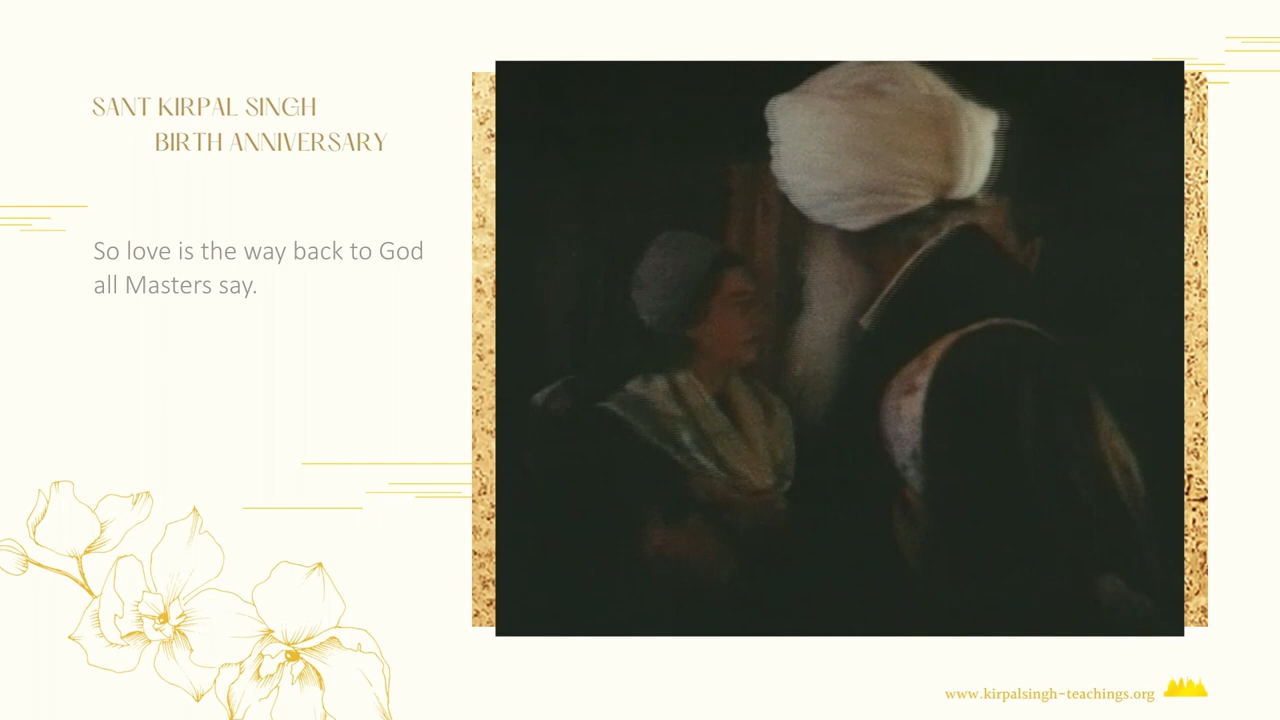 SANT KIRPAL SINGH
BIRTH ANNIVERSARY
So love is the way back to God
all Masters say.
www.kirpalsingh-teachings.org